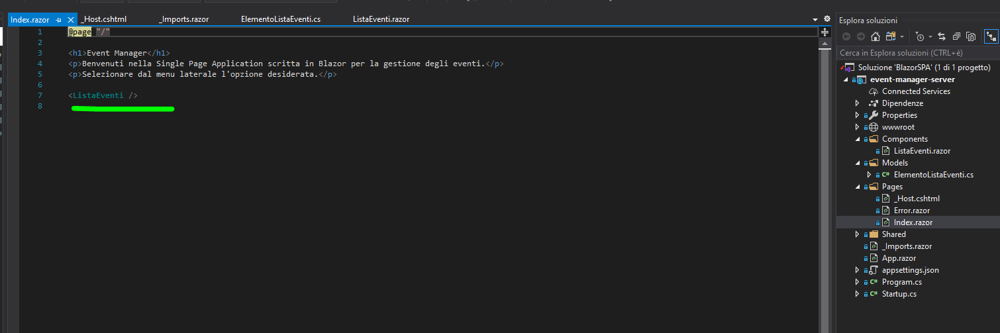 Index.razor
_Host.cshtml
_Imports.razor
ElementoListaEventi.cs
ListaEventi.razor
1 @page "/"
2
3 <h1>Event Manager</h1>
4 <p>Benvenuti nella Single Page Application scritta in Blazor per la gestione degli eventi.</p>
5 <p>Selezionare dal menu laterale l'opzione desiderata.</p>
6
7 <ListaEventi />
8
Esplora soluzioni
Cerca in Esplora soluzioni (CTRL+è)
Soluzione 'BlazorSPA' (1 di 1 progetto)
event-manager-server
Connected Services
Dipendenze
Properties
wwwroot
Components
ListaEventi.razor
Models
C# ElementoListaEventi.cs
Pages
_Host.cshtml
Error.razor
Index.razor
Shared
_Imports.razor
App.razor
appsettings.json
C# Program.cs
C# Startup.cs